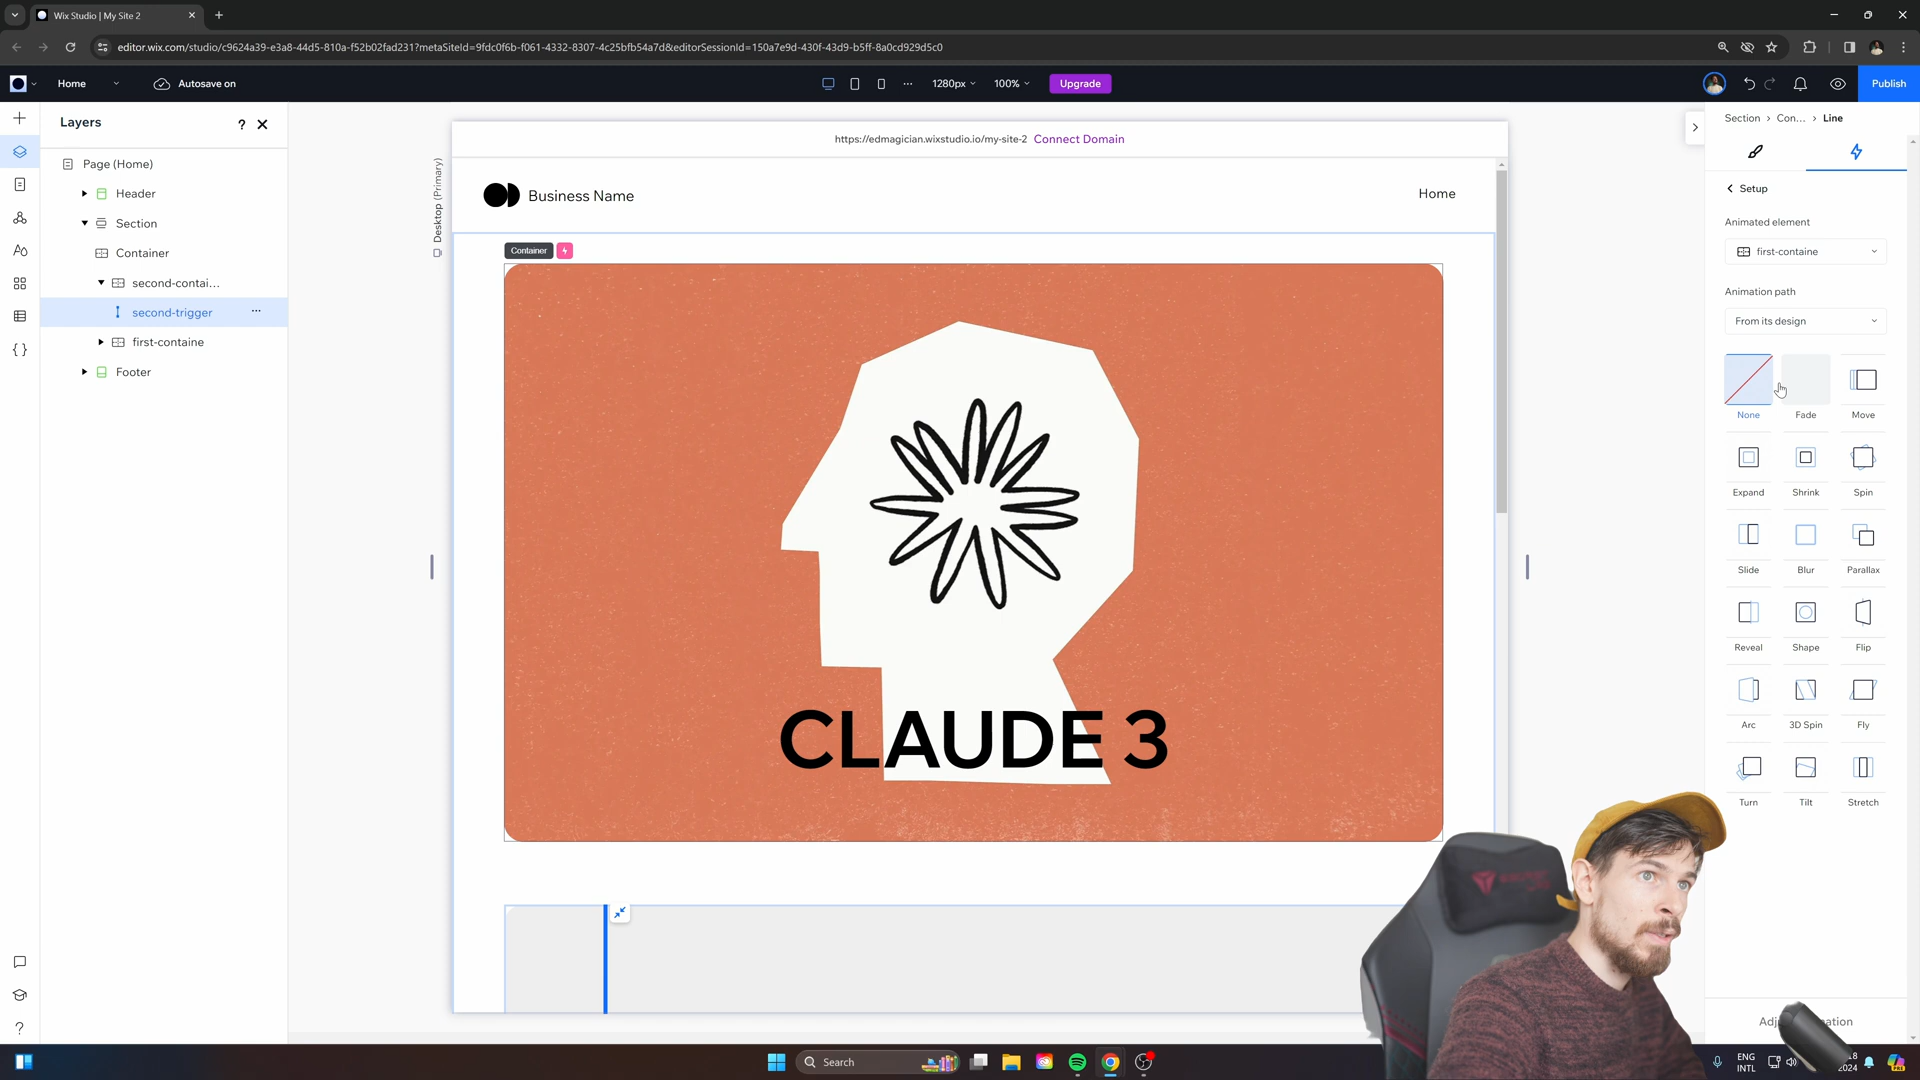 Wix Studio | My Site 2
editor.wix.com/studio/c9624a39-e3a8-44d5-810a-f52b02fad231?metaSiteId=9fdc0f6b-f061-4332-8307-4c25bfb54a7d&editorSessionId=150a7e9d-430f-43d9-b5ff-8a0cd929d5c0
Home
Autosave on
1280px
100%
Upgrade
Publish
Layers
?
Page (Home)
Header
Section
Container
second-contai...
second-trigger
first-containe
Footer
Desktop (Primary)
https://edmagician.wixstudio.io/my-site-2 Connect Domain
Business Name
Home
Container
CLAUDE 3
Section > Con... > Line
Setup
Animated element
first-containe
Animation path
From its design
None
Fade
Move
Expand
Shrink
Spin
Slide
Blur
Parallax
Reveal
Shape
Flip
Arc
3D Spin
Fly
Turn
Tilt
Stretch
Search
ENG
INTL
2024